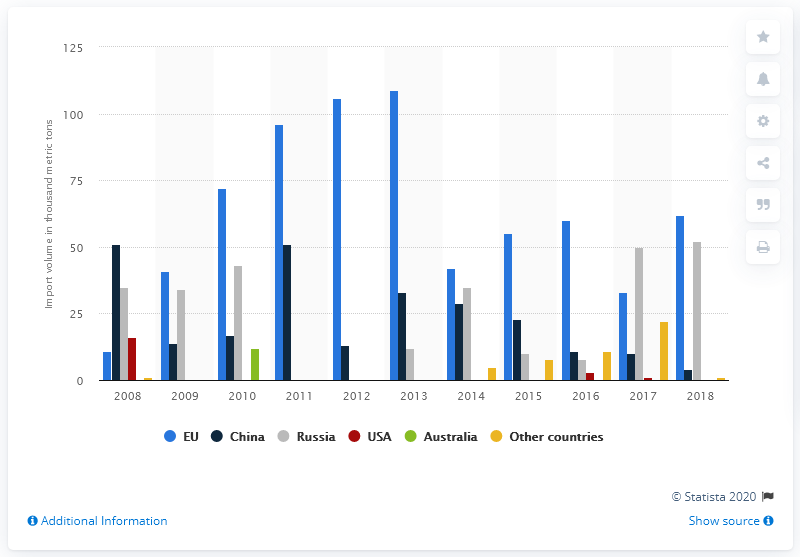 125
100
75
50
25
0
Import volume in thousand metric tons
2008 2009 2010 2011 2012 2013 2014 2015 2016 2017 2018
EU China Russia USA Australia Other countries
© Statista 2020
Additional Information Show source